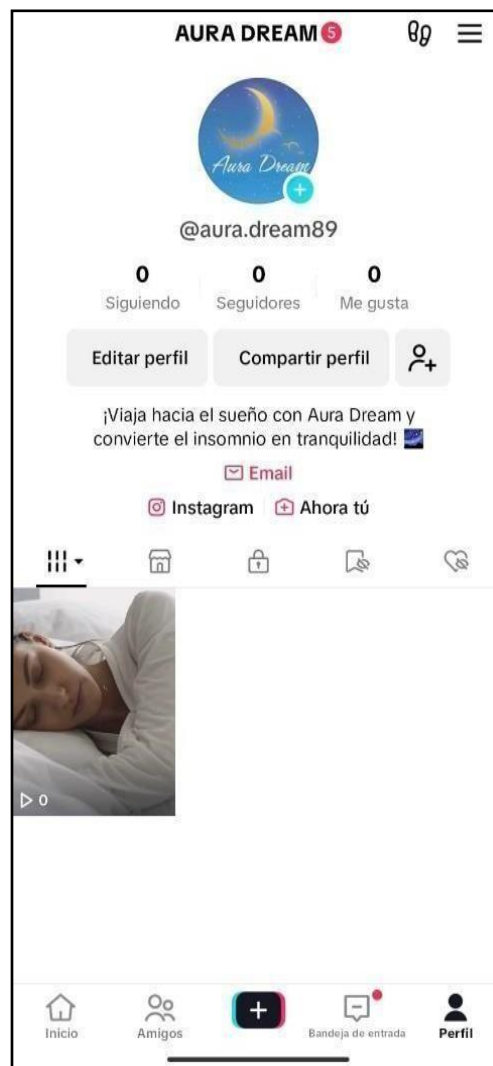 AURA DREAM 5
Aura Dream
@aura.dream89
0 0 0
Siguiendo Seguidores Me gusta
Editar perfil Compartir perfil
¡Viaja hacia el sueño con Aura Dream y
convierte el insomnio en tranquilidad!
Email
Instagram Ahora tú
0
Inicio Amigos Bandeja de entrada Perfil